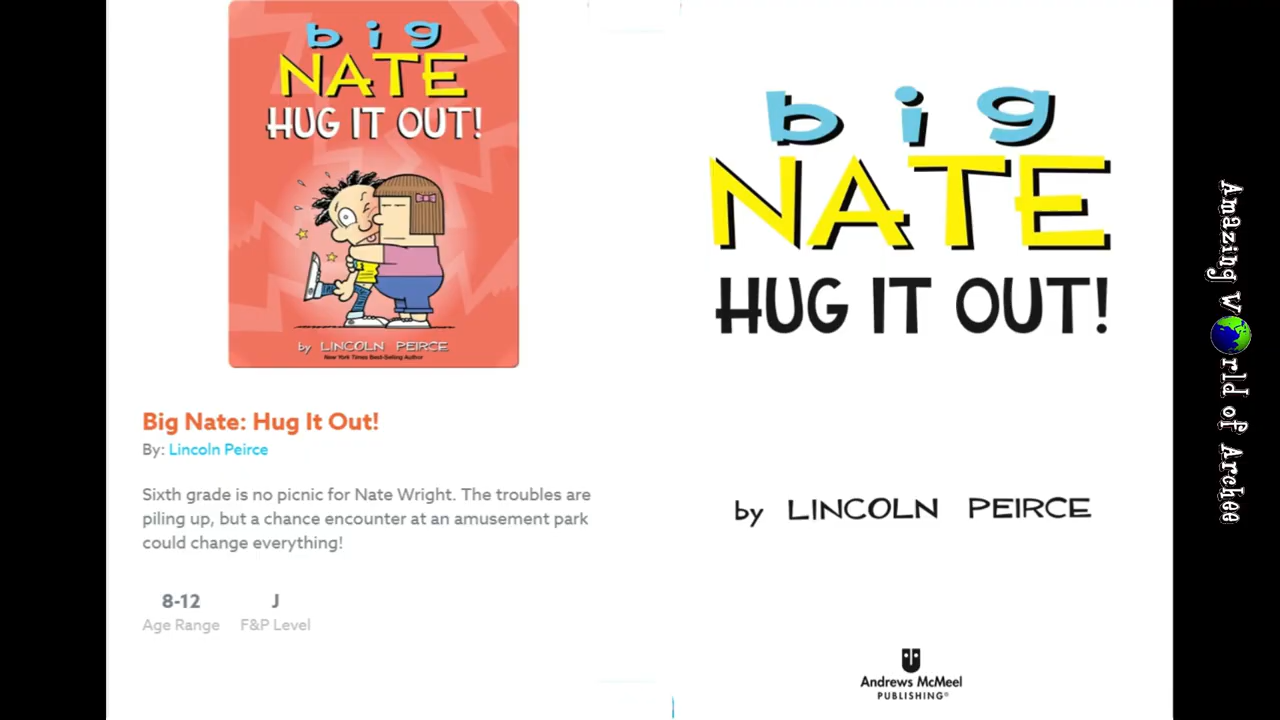 big
NATE
HUG IT OUT!
by LINCOLN PEIRCE
New York Times Best-Selling Author
Big Nate: Hug It Out!
By: Lincoln Peirce
Sixth grade is no picnic for Nate Wright. The troubles are
piling up, but a chance encounter at an amusement park
could change everything!
8-12 J
Age Range F&P Level
big
NATE
HUG IT OUT!
by LINCOLN PEIRCE
Andrews McMeel
PUBLISHING®
Amazing World of Archee